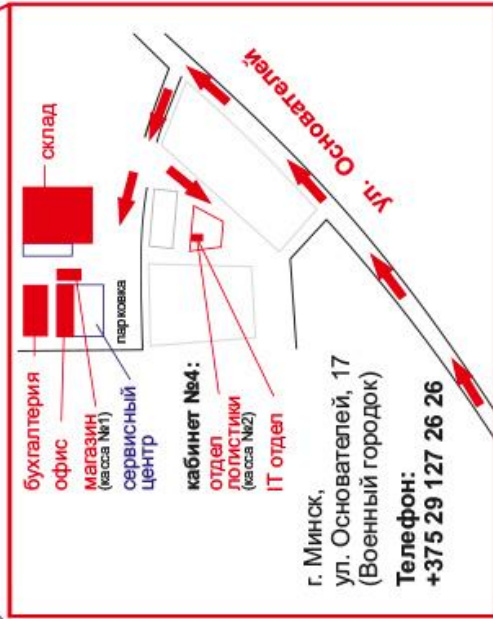 ул. Основателей
склад
парковка
бухгалтерия
офис
магазин
(касса №1)
сервисный
центр
кабинет №4:
отдел
логистики
(касса №2)
IT отдел
г. Минск,
ул. Основателей, 17
(Военный городок)
Телефон:
+375 29 127 26 26